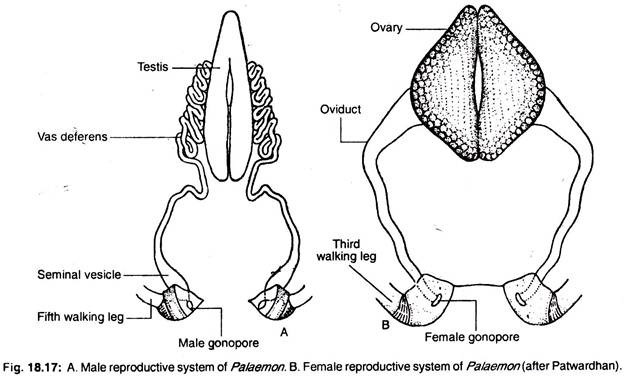 Testis
Vas deferens
Seminal vesicle
Fifth walking leg
Male gonopore
A
Ovary
Oviduct
Third
walking leg
B
Female gonopore
Fig. 18.17: A. Male reproductive system of Palaemon. B. Female reproductive system of Palaemon (after Patwardhan).